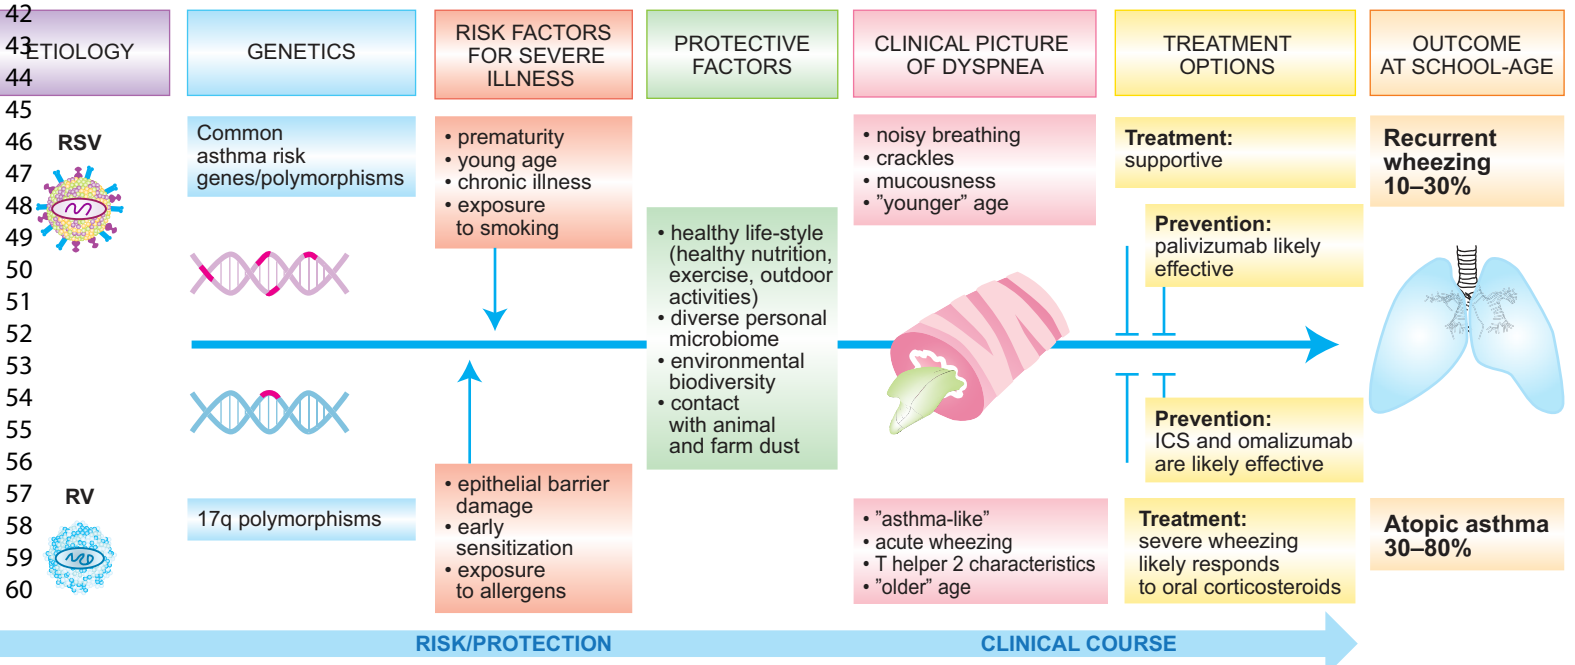 42
43
44
45
46
47
48
49
50
51
52
53
54
55
56
57
58
59
60
ETIOLOGY
GENETICS
RISK FACTORS
FOR SEVERE
ILLNESS
PROTECTIVE
FACTORS
CLINICAL PICTURE
OF DYSPNEA
TREATMENT
OPTIONS
OUTCOME
AT SCHOOL-AGE
RSV
Common
asthma risk
genes/polymorphisms
• prematurity
• young age
• chronic illness
• exposure
to smoking
• healthy life-style
(healthy nutrition,
exercise, outdoor
activities)
• diverse personal
microbiome
• environmental
biodiversity
• contact
with animal
and farm dust
• noisy breathing
• crackles
• mucousness
• ”younger” age
Treatment:
supportive
Prevention:
palivizumab likely
effective
Recurrent
wheezing
10–30%
RV
17q polymorphisms
• epithelial barrier
damage
• early
sensitization
• exposure
to allergens
• ”asthma-like”
• acute wheezing
• T helper 2 characteristics
• ”older” age
Prevention:
ICS and omalizumab
are likely effective
Treatment:
severe wheezing
likely responds
to oral corticosteroids
Atopic asthma
30–80%
RISK/PROTECTION
CLINICAL COURSE